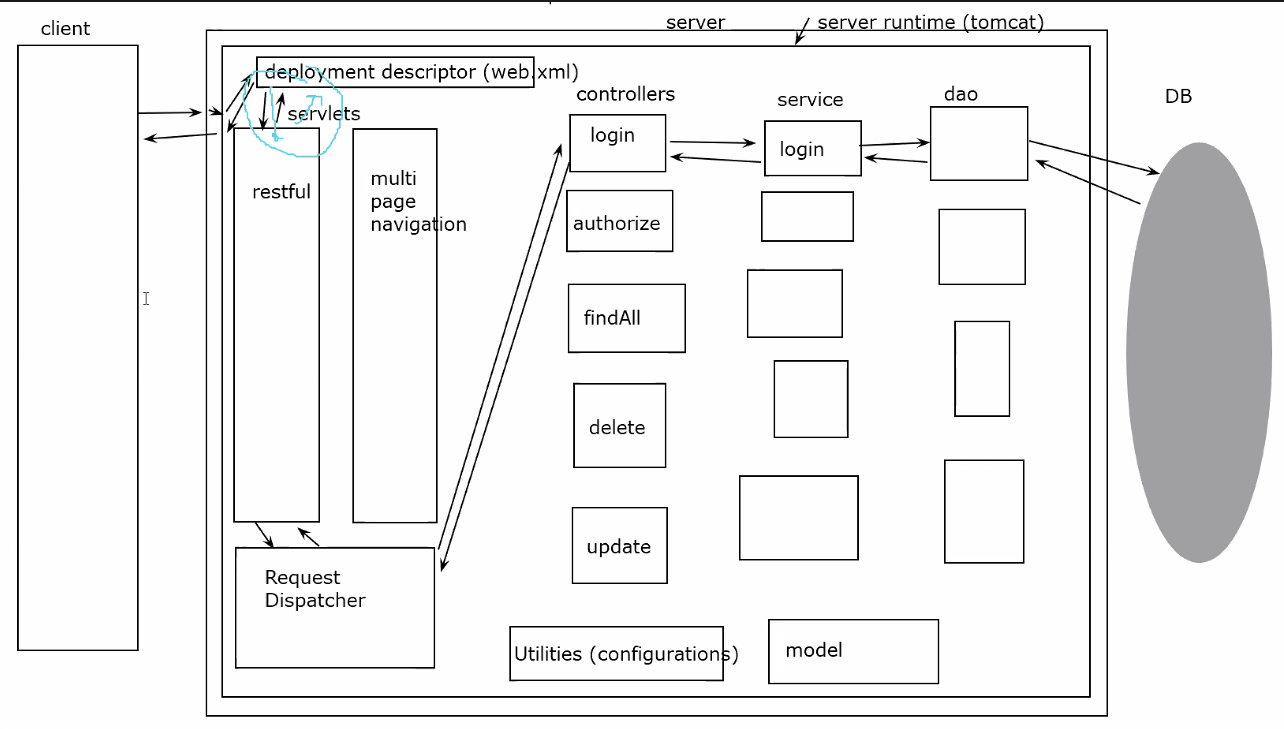 client
server
server runtime (tomcat)
deployment descriptor (web.xml)
servlets
controllers
service
dao
DB
restful
multi
page
navigation
login
login
authorize
findAll
delete
update
Request
Dispatcher
Utilities (configurations)
model